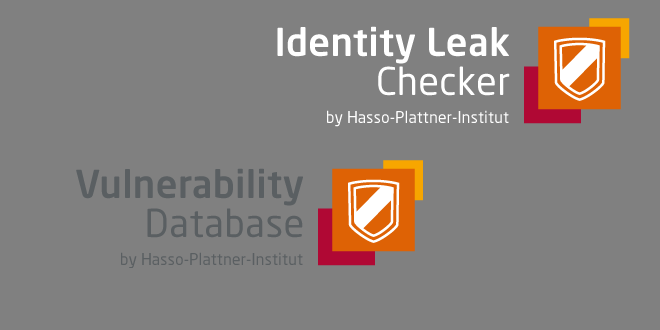 Identity Leak
Checker
by Hasso-Plattner-Institut
Vulnerability
Database
by Hasso-Plattner-Institut